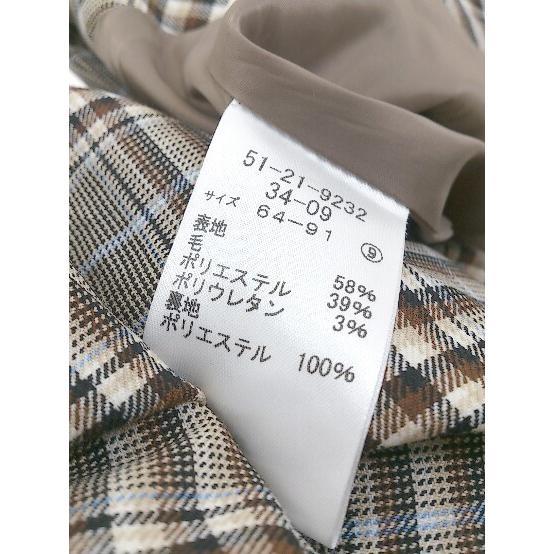 51-21-9232
34-09
サイズ 64-91
表地 ⑨
毛 58%
ポリエステル 39%
ポリウレタン 3%
裏地
ポリエステル 100%